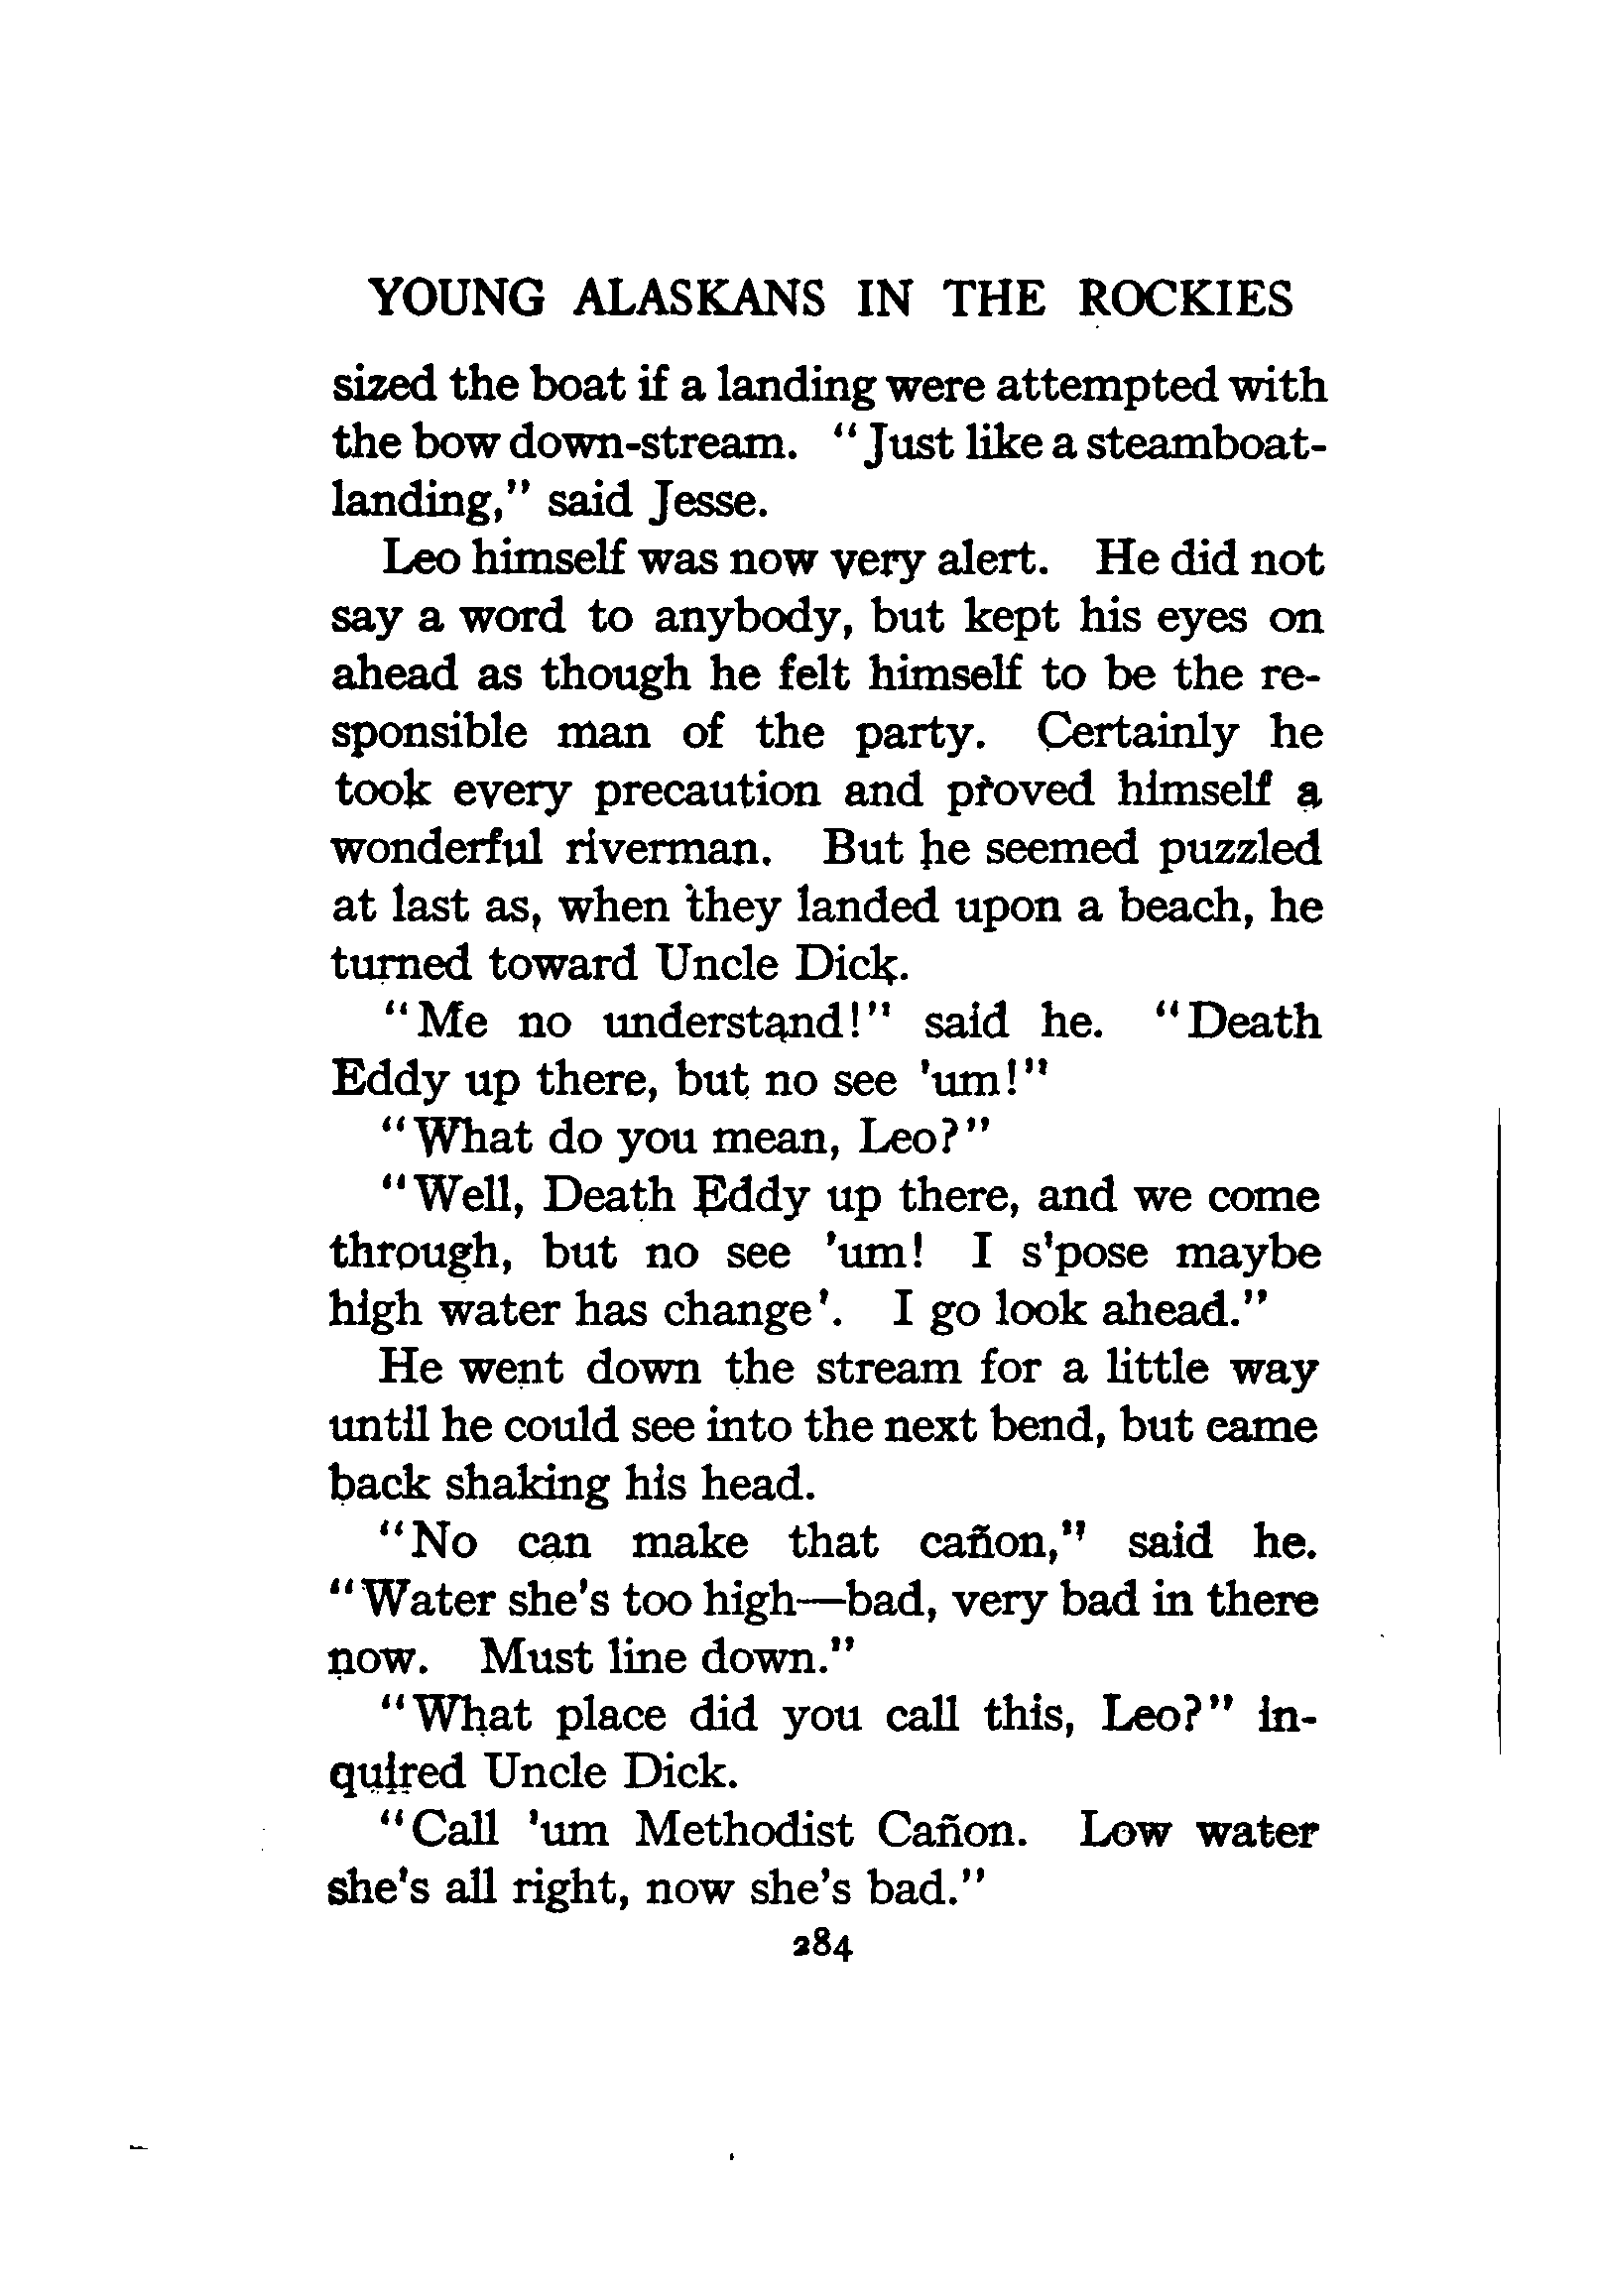 YOUNG ALASKANS IN THE ROCKIES
sized the boat if a landing were attempted with
the bow down-stream. "Just like a steamboat-
landing," said Jesse.
Leo himself was now very alert. He did not
say a word to anybody, but kept his eyes on
ahead as though he felt himself to be the re-
sponsible man of the party. Certainly he
took every precaution and proved himself a
wonderful riverman. But he seemed puzzled
at last as, when they landed upon a beach, he
turned toward Uncle Dick.
"Me no understand!" said he. "Death
Eddy up there, but no see 'um!"
"What do you mean, Leo?"
"Well, Death Eddy up there, and we come
through, but no see 'um! I s'pose maybe
high water has change'. I go look ahead."
He went down the stream for a little way
until he could see into the next bend, but came
back shaking his head.
"No can make that cañon," said he.
"Water she's too high—bad, very bad in there
now. Must line down."
"What place did you call this, Leo?" in-
quired Uncle Dick.
"Call 'um Methodist Cañon. Low water
she's all right, now she's bad."
284